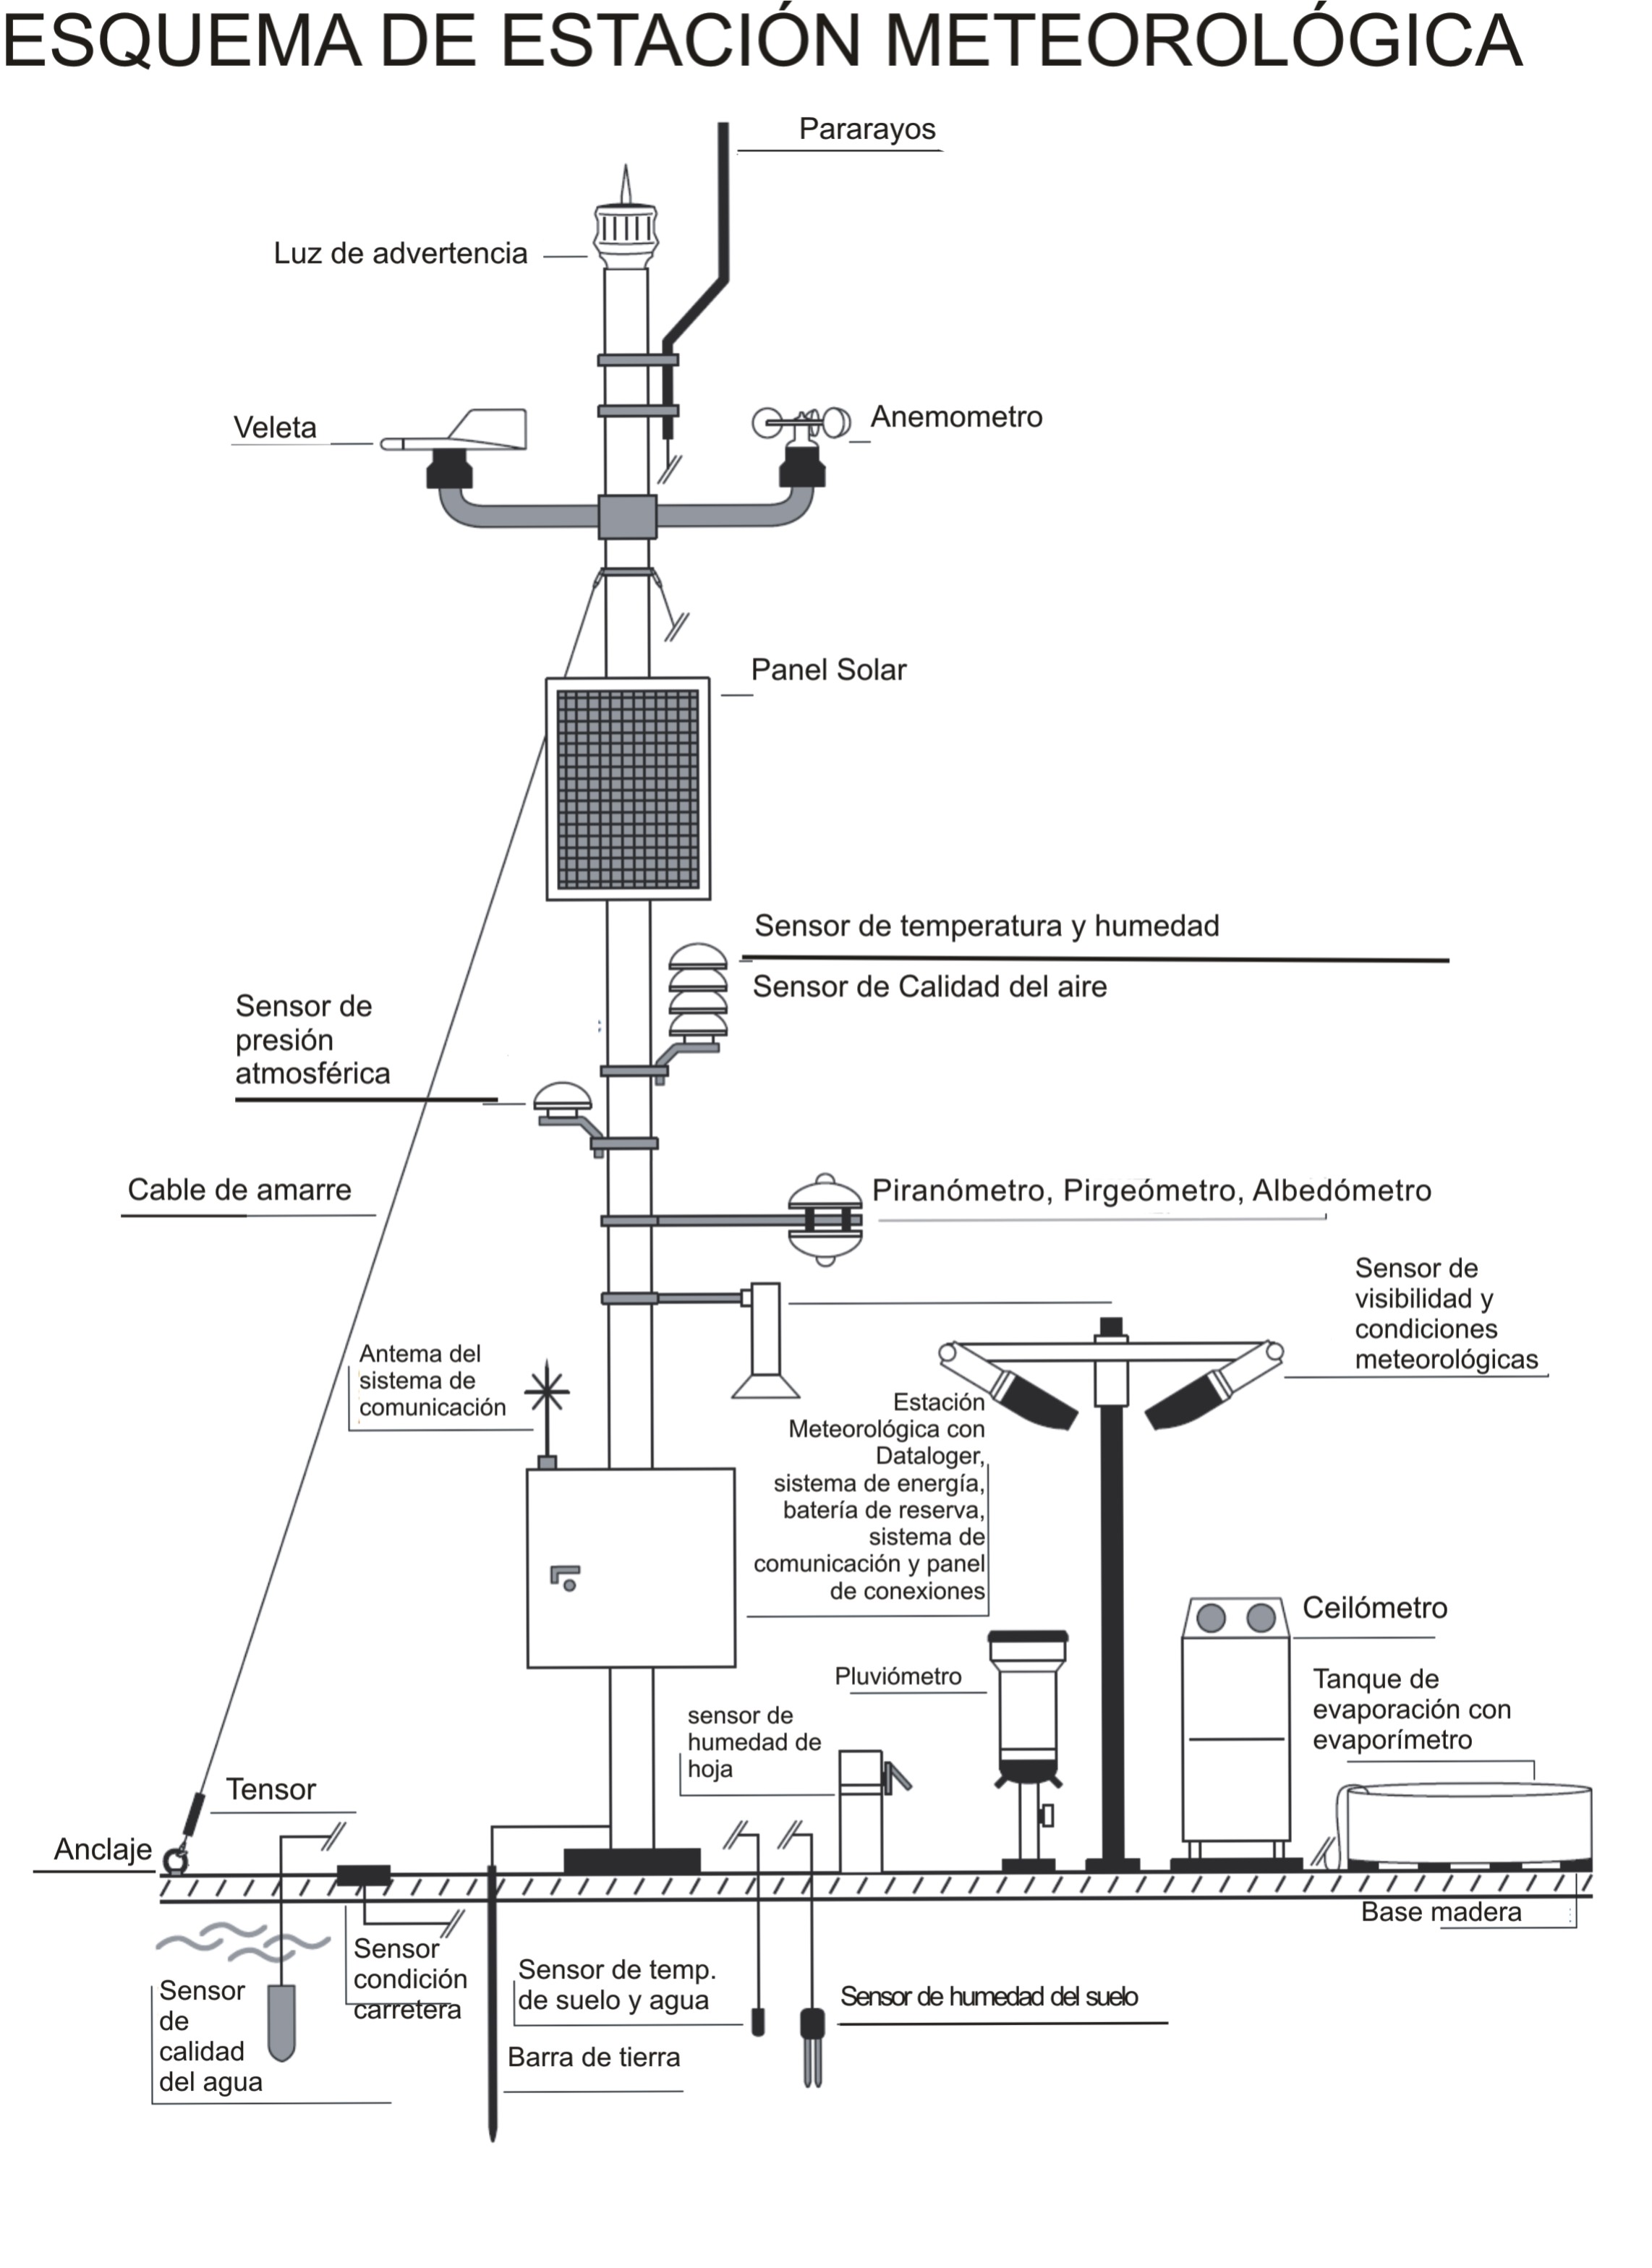 ESQUEMA DE ESTACIÓN METEOROLÓGICA
Pararayos
Luz de advertencia
Veleta
Anemometro
Panel Solar
Sensor de temperatura y humedad
Sensor de Calidad del aire
Sensor de
presión
atmosférica
Cable de amarre
Piranómetro, Pirgeómetro, Albedómetro
Sensor de
visibilidad y
condiciones
meteorológicas
Antema del
sistema de
comunicación
Estación
Meteorológica con
Dataloger,
sistema de energía,
batería de reserva,
sistema de
comunicación y panel
de conexiones
Ceilómetro
Pluviómetro
Tanque de
evaporación con
evaporímetro
sensor de
humedad de
hoja
Tensor
Anclaje
Base madera
Sensor
condición
carretera
Sensor
de
calidad
del agua
Sensor de temp.
de suelo y agua
Sensor de humedad del suelo
Barra de tierra